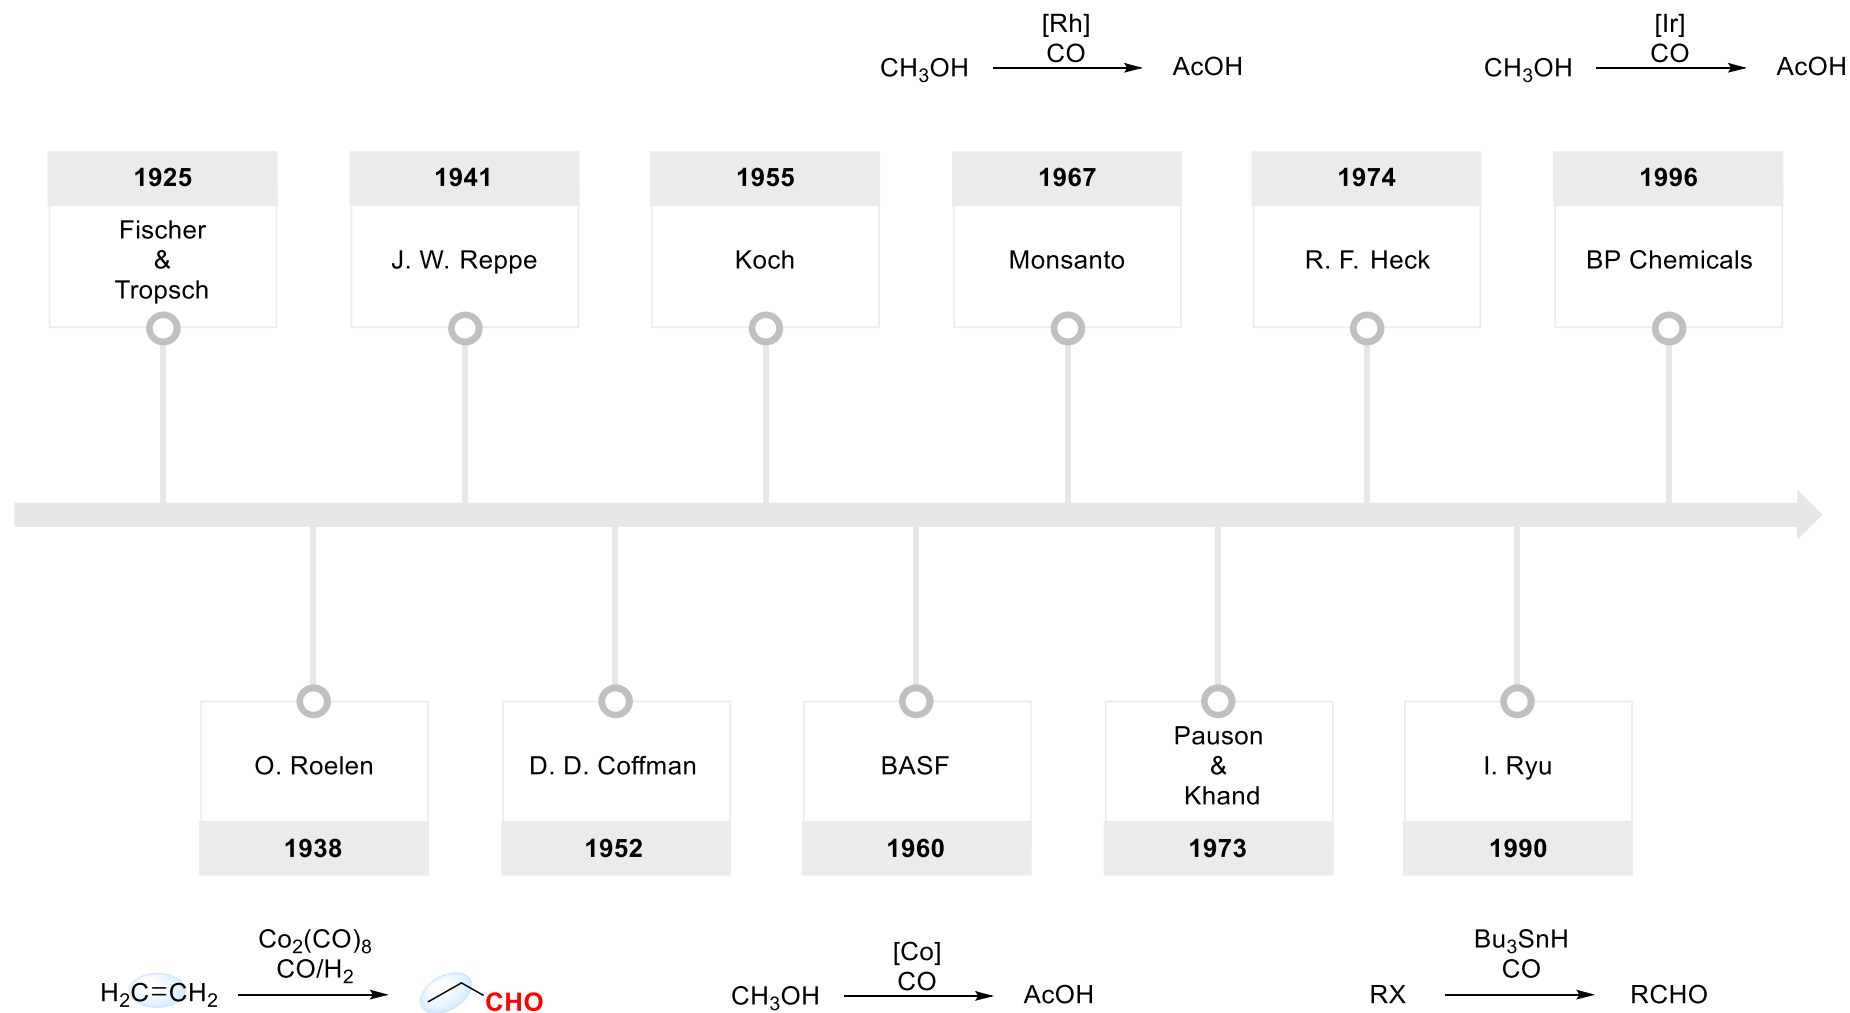 [Rh]
CO
CH₃OH → AcOH
[Ir]
CO
CH₃OH → AcOH
1925
Fischer
&
Tropsch
1941
J. W. Reppe
1955
Koch
1967
Monsanto
1974
R. F. Heck
1996
BP Chemicals
O. Roelen
1938
D. D. Coffman
1952
BASF
1960
Pauson
&
Khand
1973
I. Ryu
1990
Co₂(CO)₈
CO/H₂
H₂C=CH₂ → CHO
[Co]
CO
CH₃OH → AcOH
Bu₃SnH
CO
RX → RCHO